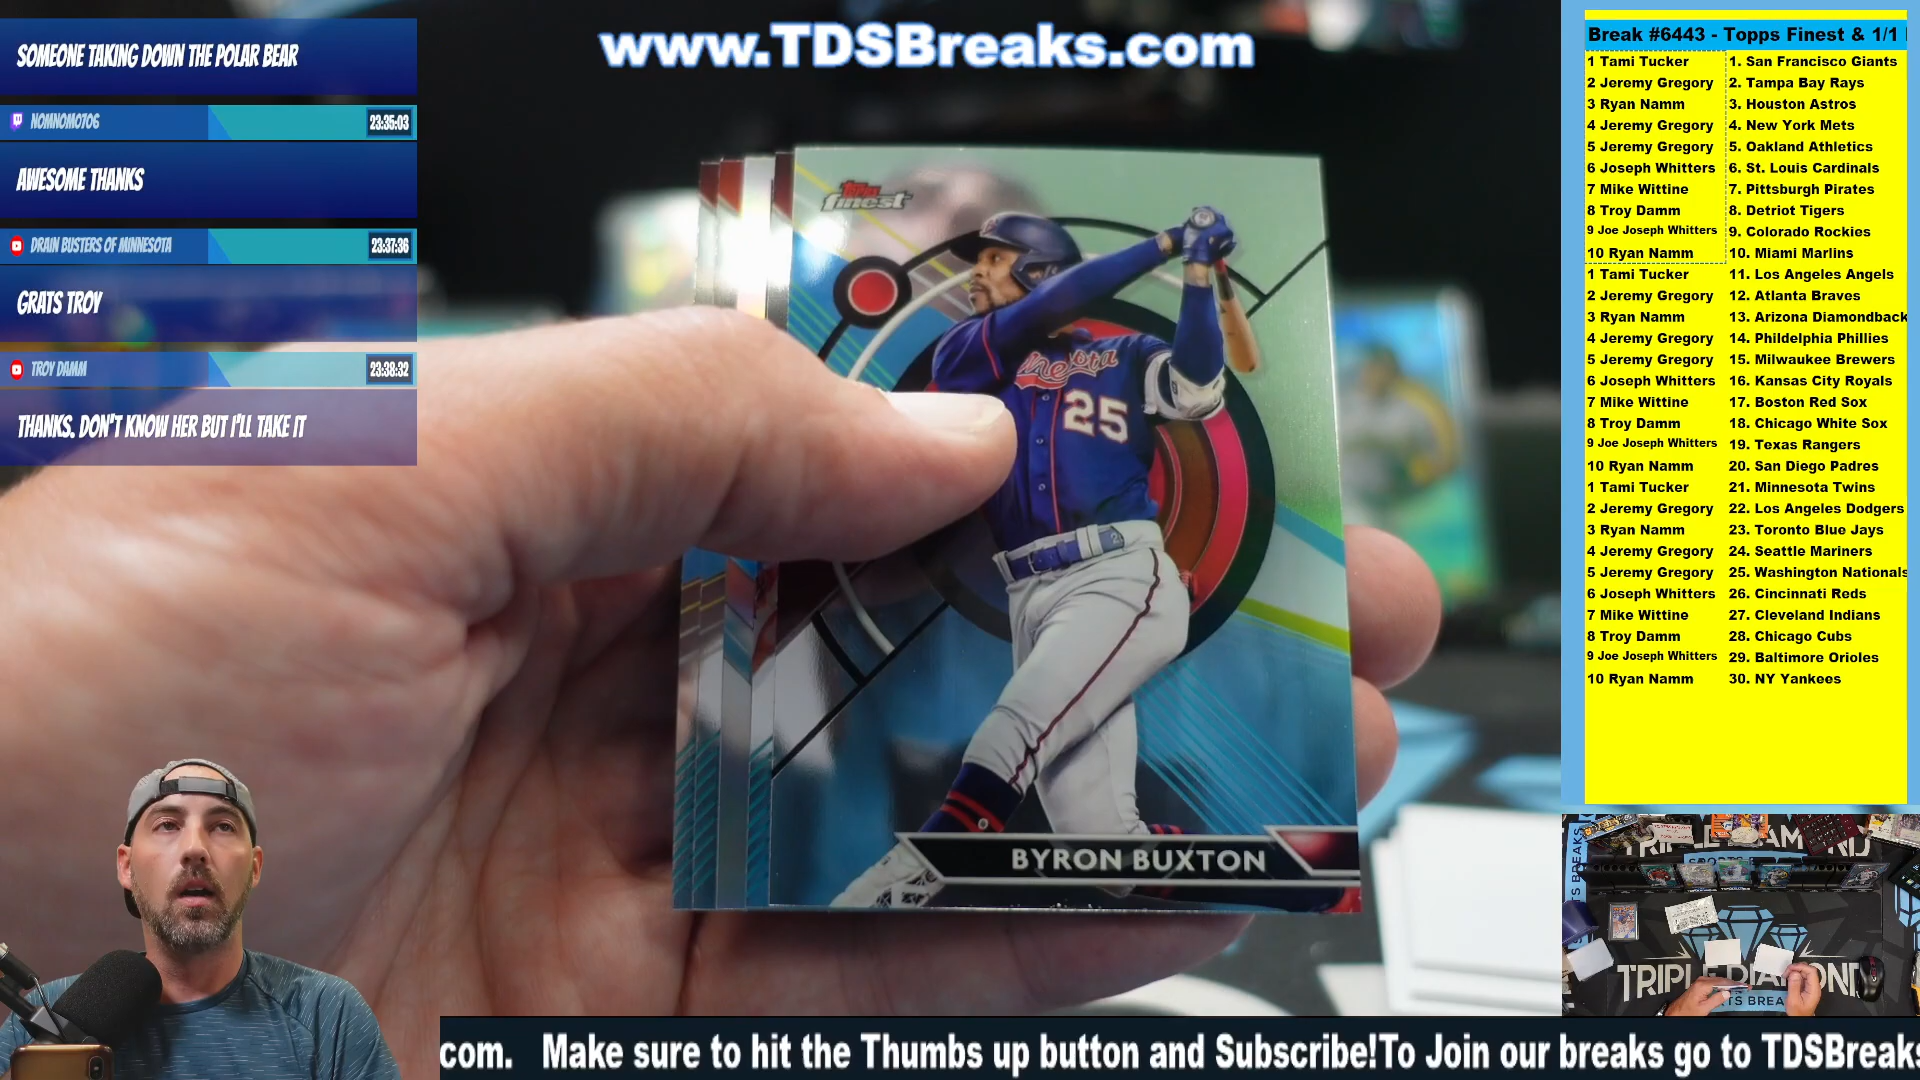 SOMEONE TAKING DOWN THE POLAR BEAR
NOMNOMO706
23:35:03
AWESOME THANKS
DRAIN BUSTERS OF MINNESOTA
23:37:36
GRATS TROY
TROY DAMM
23:38:32
THANKS. DON'T KNOW HER BUT I'LL TAKE IT
www.TDSBreaks.com
Topps
finest
25
BYRON BUXTON
Break #6443 - Topps Finest & 1/1
1 Tami Tucker 1. San Francisco Giants
2 Jeremy Gregory 2. Tampa Bay Rays
3 Ryan Namm 3. Houston Astros
4 Jeremy Gregory 4. New York Mets
5 Jeremy Gregory 5. Oakland Athletics
6 Joseph Whitters 6. St. Louis Cardinals
7 Mike Wittine 7. Pittsburgh Pirates
8 Troy Damm 8. Detriot Tigers
9 Joe Joseph Whitters 9. Colorado Rockies
10 Ryan Namm 10. Miami Marlins
1 Tami Tucker 11. Los Angeles Angels
2 Jeremy Gregory 12. Atlanta Braves
3 Ryan Namm 13. Arizona Diamondback
4 Jeremy Gregory 14. Phildelphia Phillies
5 Jeremy Gregory 15. Milwaukee Brewers
6 Joseph Whitters 16. Kansas City Royals
7 Mike Wittine 17. Boston Red Sox
8 Troy Damm 18. Chicago White Sox
9 Joe Joseph Whitters 19. Texas Rangers
10 Ryan Namm 20. San Diego Padres
1 Tami Tucker 21. Minnesota Twins
2 Jeremy Gregory 22. Los Angeles Dodgers
3 Ryan Namm 23. Toronto Blue Jays
4 Jeremy Gregory 24. Seattle Mariners
5 Jeremy Gregory 25. Washington Nationals
6 Joseph Whitters 26. Cincinnati Reds
7 Mike Wittine 27. Cleveland Indians
8 Troy Damm 28. Chicago Cubs
9 Joe Joseph Whitters 29. Baltimore Orioles
10 Ryan Namm 30. NY Yankees
TRIPLE DIAMOND
com. Make sure to hit the Thumbs up button and Subscribe!To Join our breaks go to TDSBreaks